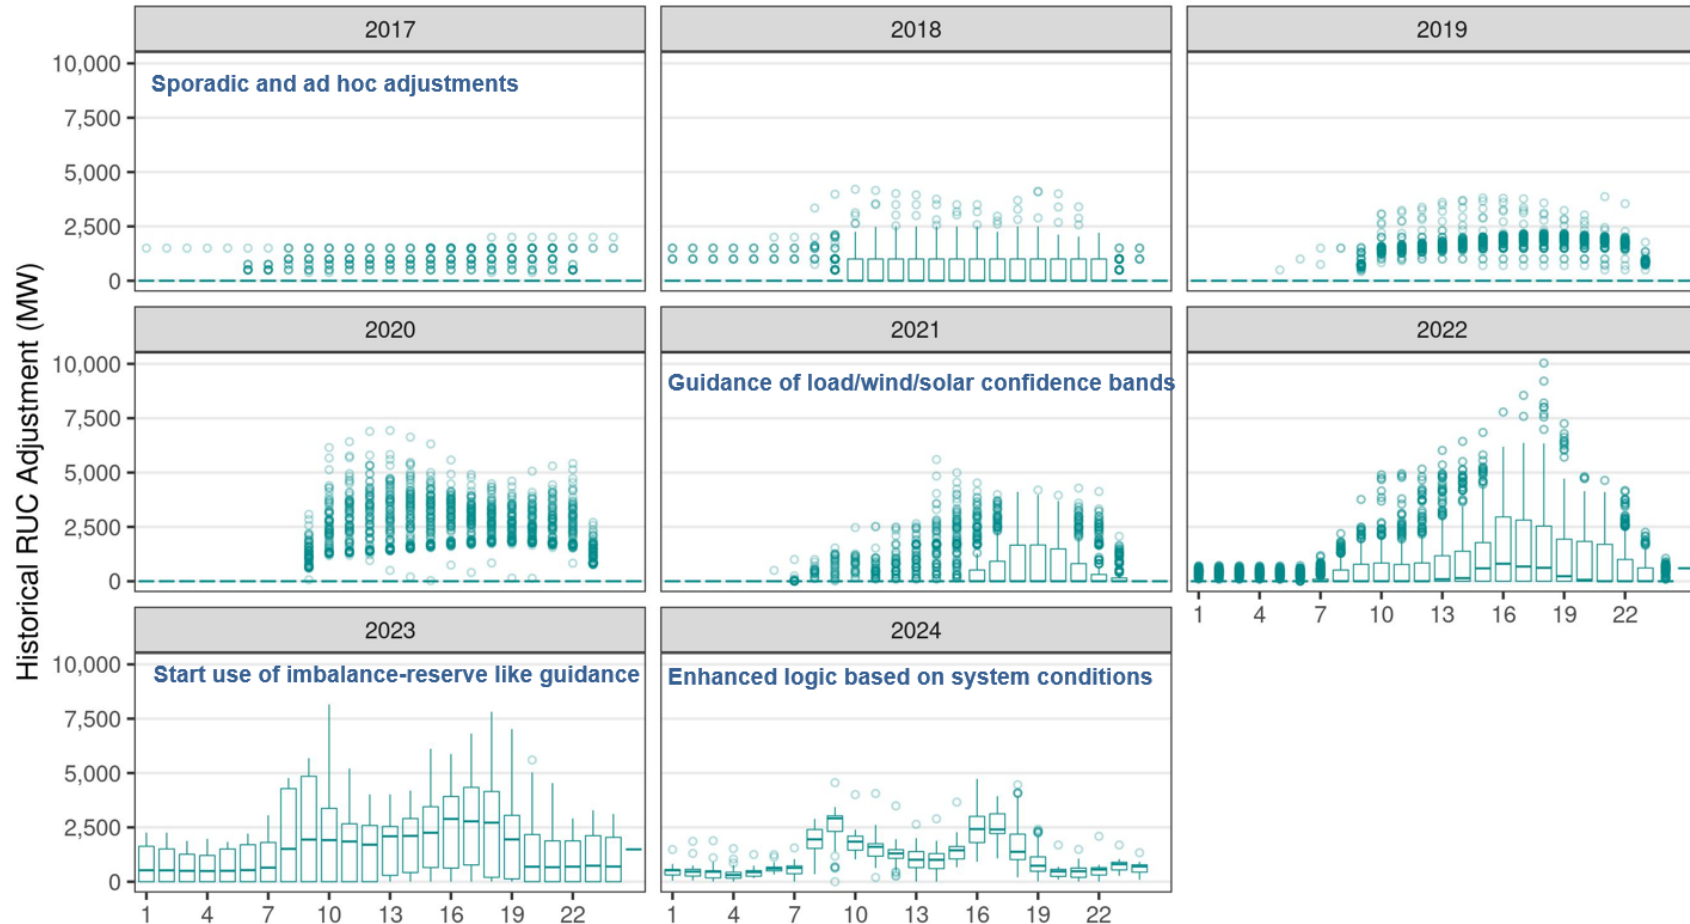 Historical RUC Adjustment (MW)
2017
2018
2019
10,000
7,500
5,000
2,500
0
Sporadic and ad hoc adjustments
2020
2021
2022
10,000
7,500
5,000
2,500
0
Guidance of load/wind/solar confidence bands
1 4 7 10 13 16 19 22
2023
2024
10,000
7,500
5,000
2,500
0
Start use of imbalance-reserve like guidance
Enhanced logic based on system conditions
1 4 7 10 13 16 19 22
1 4 7 10 13 16 19 22